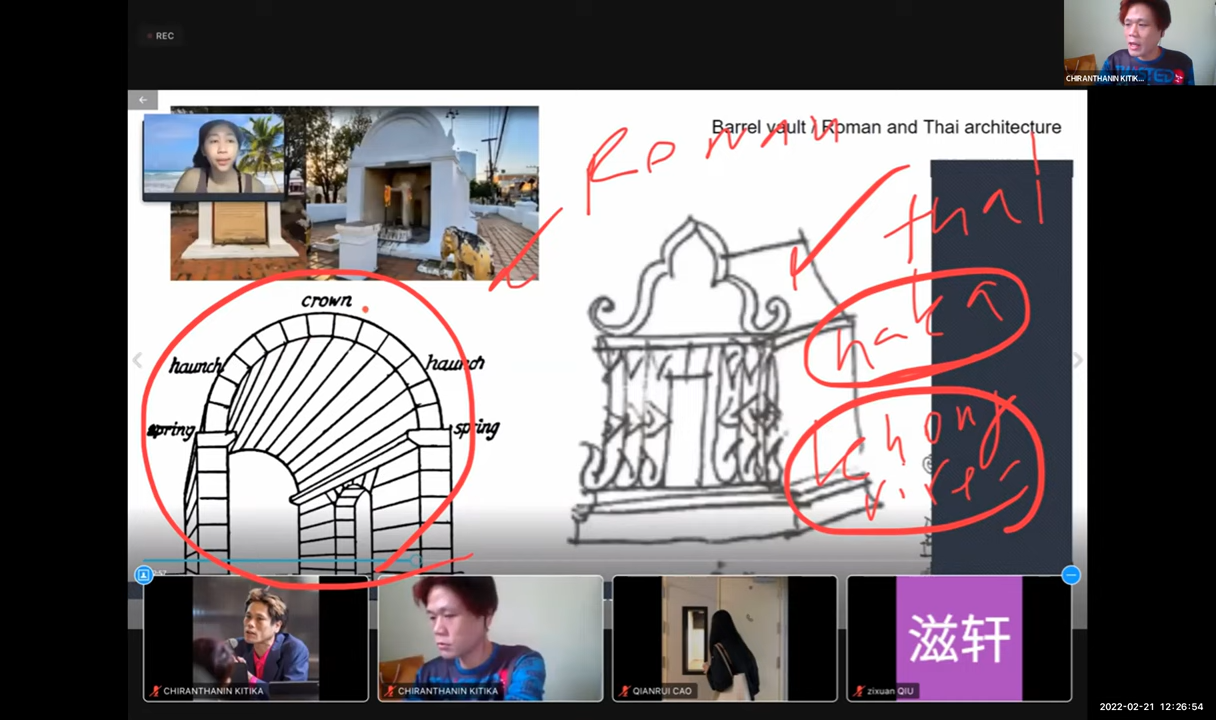 REC
CHIRANTHANIN KITIK...
Barrel vault / Roman and Thai architecture
Roman
thai
crown
haunch
haunch
haka
spring
spring
CHIRANTHANIN KITIKA
CHIRANTHANIN KITIKA
QIANRUI CAO
滋轩
zixuan QIU
2022-02-21 12:26:54